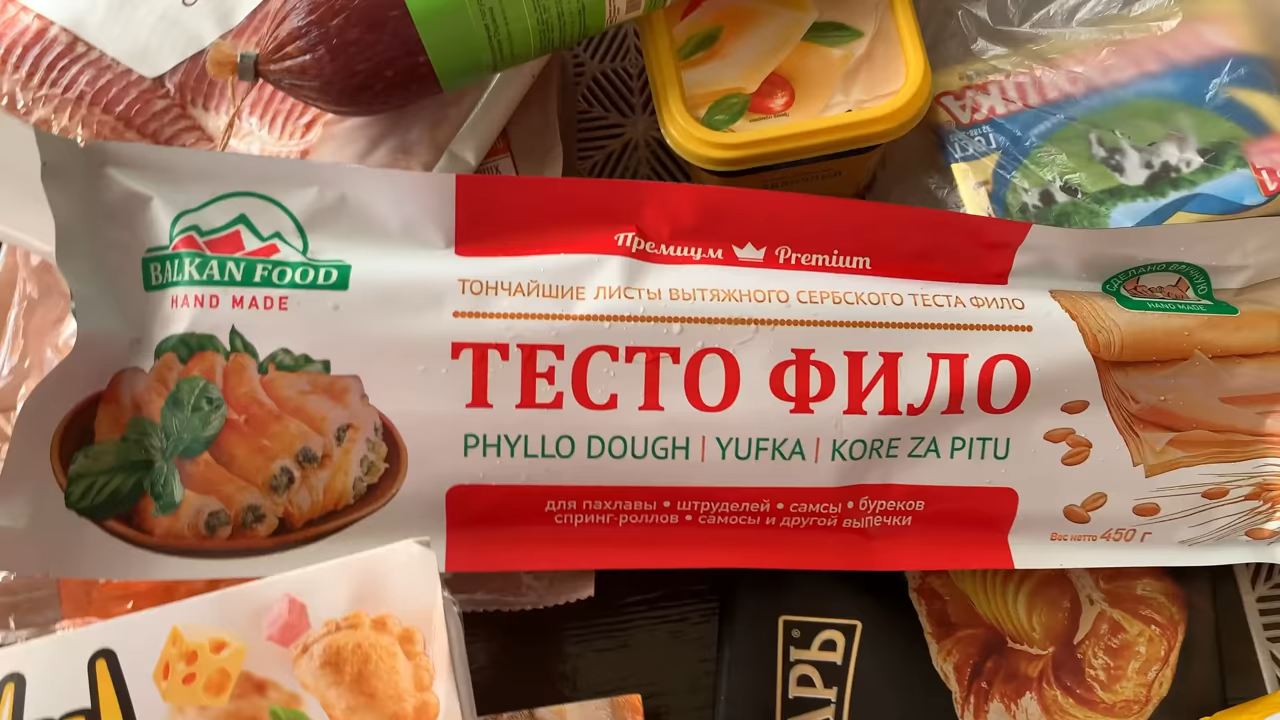 BALKAN FOOD
HAND MADE
Премиум Premium
ТОНЧАЙШИЕ ЛИСТЫ ВЫТЯЖНОГО СЕРБСКОГО ТЕСТА ФИЛО
ТЕСТО ФИЛО
PHYLLO DOUGH | YUFKA | KORE ZA PITU
для пахлавы • штруделей • самсы • буреков
спринг-роллов • самосы и другой выпечки
СДЕЛАНО ВРУЧНУЮ
HAND MADE
Вес нетто 450 г
АРЬ